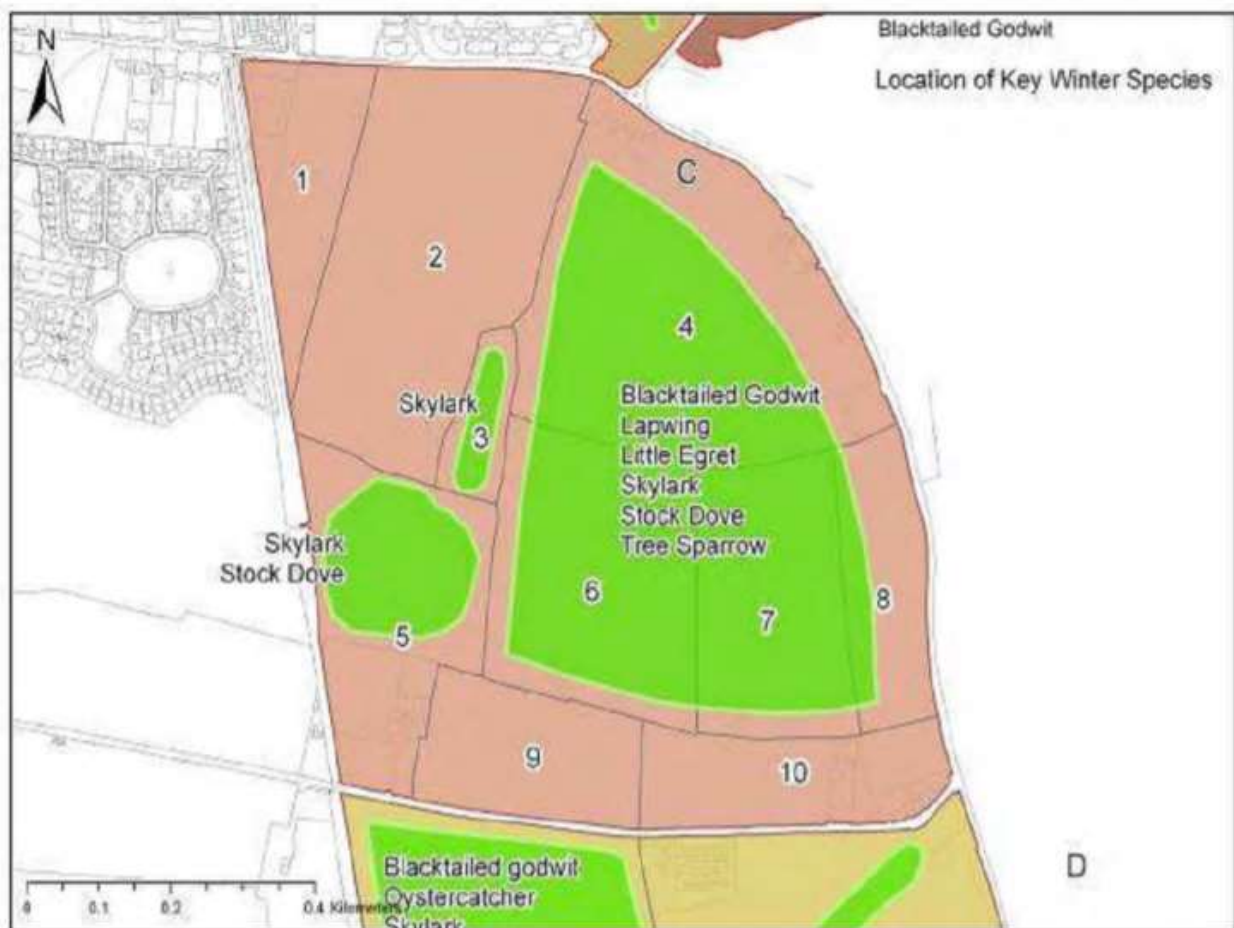 Blacktailed Godwit
N
Location of Key Winter Species
1
C
2
4
Skylark
Blacktailed Godwit
Lapwing
3
Little Egret
Skylark
Stock Dove
Tree Sparrow
Skylark
Stock Dove
6
7
8
5
9
10
Blacktailed godwit
Oystercatcher
Skylark
D
0 0.1 0.2 0.4 Kilometers